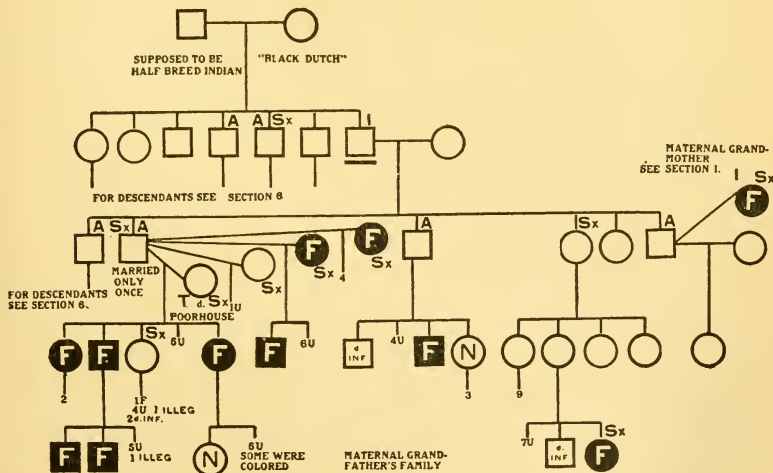 SUPPOSED TO BE
HALF BREED INDIAN
"BLACK DUTCH"
A
A Sx
I
FOR DESCENDANTS SEE SECTION 6
MATERNAL GRAND-
MOTHER
SEE SECTION I.
I Sx
F
A
Sx A
MARRIED
ONLY
ONCE
FOR DESCENDANTS
SEE SECTION 6.
T. d. Sx
POORHOUSE
1U
Sx
F
Sx
4
F
Sx
A
Sx
A
F
2
F
Sx
6U
F
F
6U
d
INF
4U
F
N
3
9
1F
4U 1 ILLEG
2 d. INF.
F
F
5U
1 ILLEG
N
6U
SOME WERE
COLORED
7U
d.
INF
Sx
F
MATERNAL GRAND-
FATHER'S FAMILY